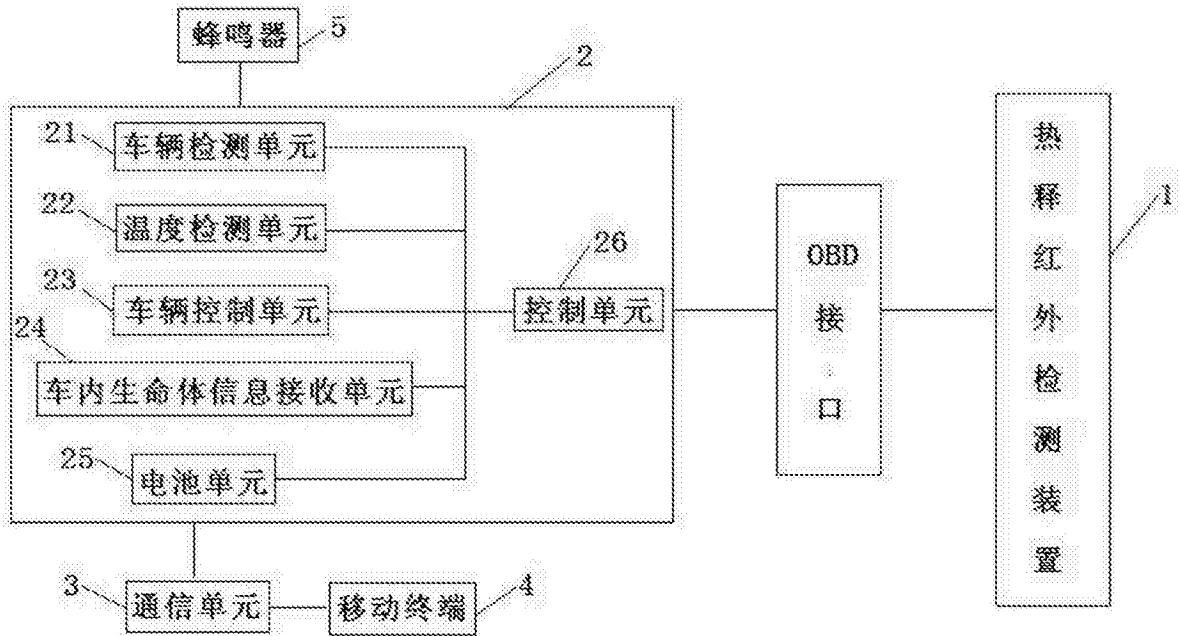 蜂鸣器
5
2
21
车辆检测单元
22
温度检测单元
23
车辆控制单元
24
车内生命体信息接收单元
25
电池单元
26
控制单元
OBD
接
口
热
释
红
外
检
测
装
置
1
3
通信单元
移动终端
4